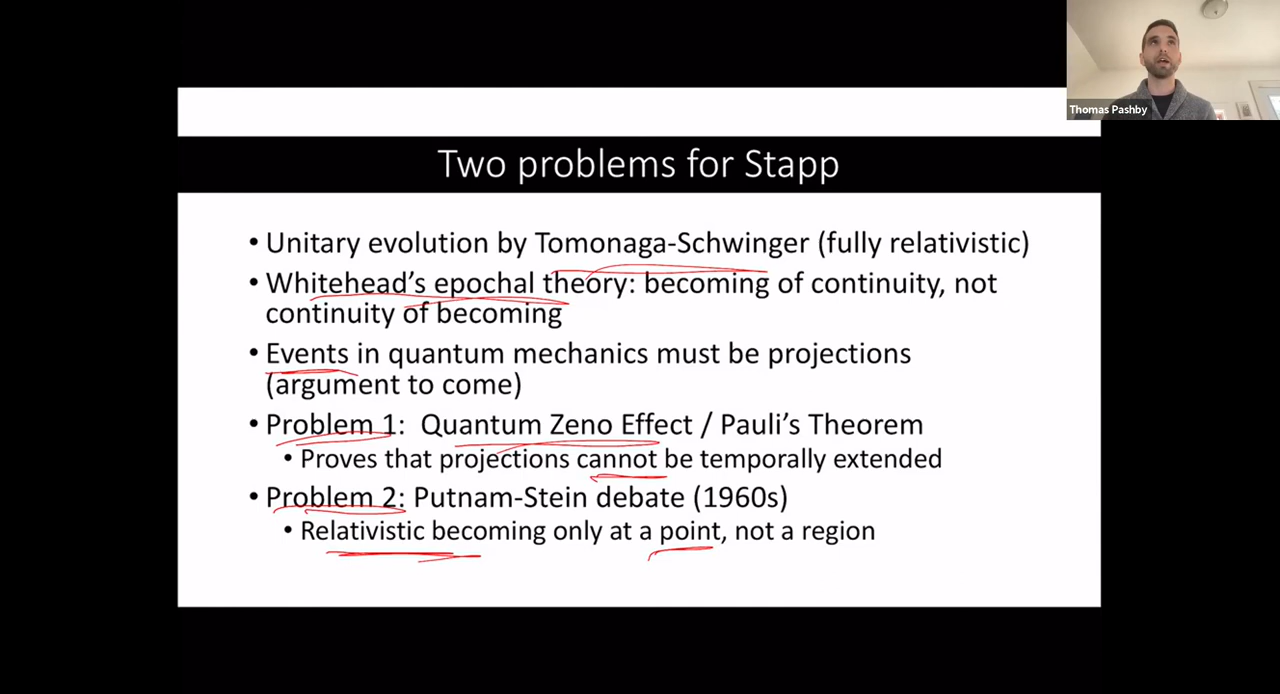 Thomas Pashby
Two problems for Stapp
• Unitary evolution by Tomonaga-Schwinger (fully relativistic)
• Whitehead's epochal theory: becoming of continuity, not
continuity of becoming
• Events in quantum mechanics must be projections
(argument to come)
• Problem 1: Quantum Zeno Effect / Pauli's Theorem
• Proves that projections cannot be temporally extended
• Problem 2: Putnam-Stein debate (1960s)
• Relativistic becoming only at a point, not a region